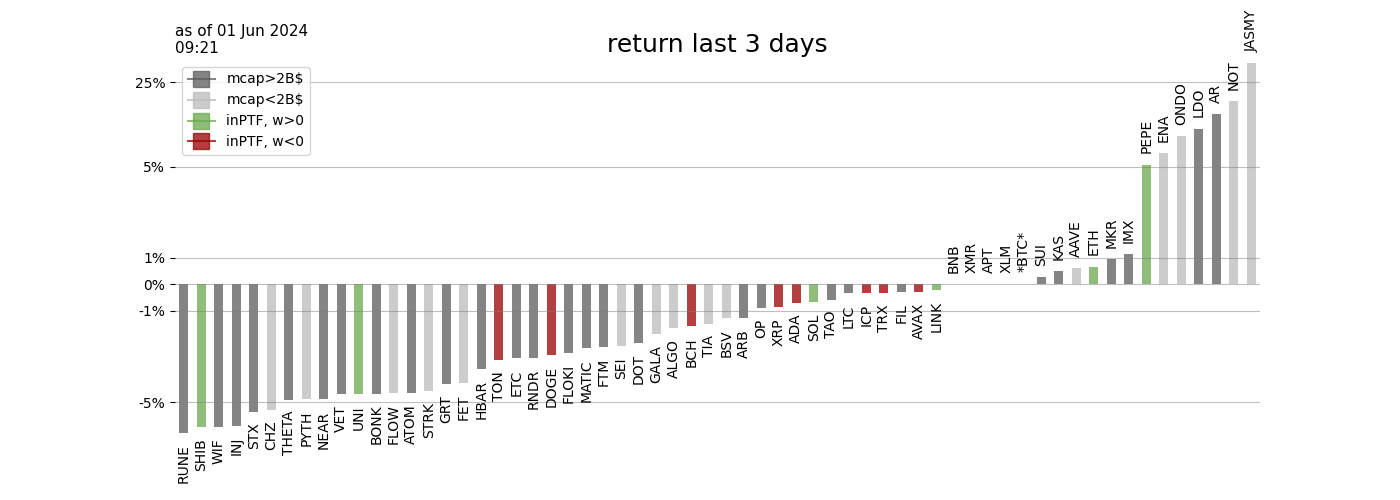 as of 01 Jun 2024
09:21
return last 3 days
mcap>2B$
mcap<2B$
inPTF, w>0
inPTF, w<0
25%
5%
1%
0%
-1%
-5%
RUNE
SHIB
WIF
INJ
STX
CHZ
THETA
PYTH
NEAR
VET
UNI
BONK
FLOW
ATOM
STRK
GRT
FET
HBAR
TON
ETC
RNDR
DOGE
FLOKI
MATIC
FTM
SEI
DOT
GALA
ALGO
BCH
TIA
BSV
ARB
OP
XRP
ADA
SOL
TAO
LTC
ICP
TRX
FIL
AVAX
LINK
BNB
XMR
APT
XLM
*BTC*
SUI
KAS
AAVE
ETH
MKR
IMX
PEPE
ENA
ONDO
LDO
AR
NOT
JASMY